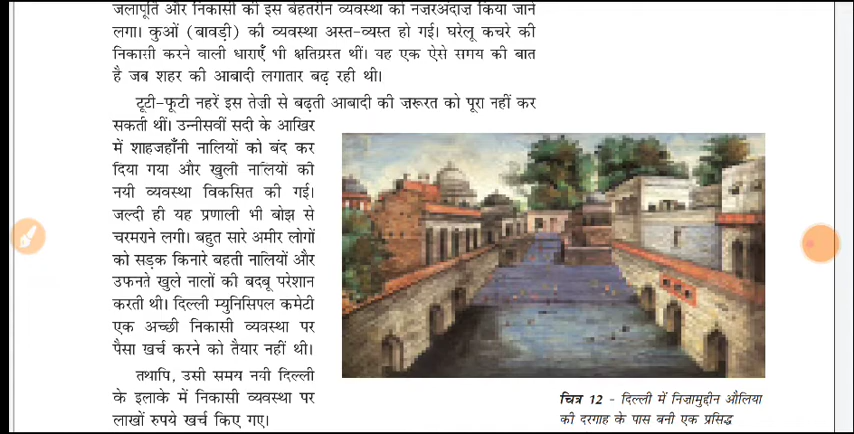 जलापूर्ति और निकासी की इस बेहतरीन व्यवस्था को नज़रअंदाज़ किया जाने
लगा। कुओं (बावड़ी) की व्यवस्था अस्त-व्यस्त हो गई। घरेलू कचरे की
निकासी करने वाली धाराएँ भी क्षतिग्रस्त थीं। यह एक ऐसे समय की बात
है जब शहर की आबादी लगातार बढ़ रही थी।
टूटी-फूटी नहरें इस तेज़ी से बढ़ती आबादी की ज़रूरत को पूरा नहीं कर
सकती थीं। उन्नीसवीं सदी के आखिर
में शाहजहाँनी नालियों को बंद कर
दिया गया और खुली नालियों की
नयी व्यवस्था विकसित की गई।
जल्दी ही यह प्रणाली भी बोझ से
चरमराने लगी। बहुत सारे अमीर लोगों
को सड़क किनारे बहती नालियों और
उफनते खुले नालों की बदबू परेशान
करती थी। दिल्ली म्युनिसिपल कमेटी
एक अच्छी निकासी व्यवस्था पर
पैसा खर्च करने को तैयार नहीं थी।
तथापि, उसी समय नयी दिल्ली
के इलाके में निकासी व्यवस्था पर
लाखों रुपये खर्च किए गए।
चित्र 12 - दिल्ली में निज़ामुद्दीन औलिया
की दरगाह के पास बनी एक प्रसिद्ध